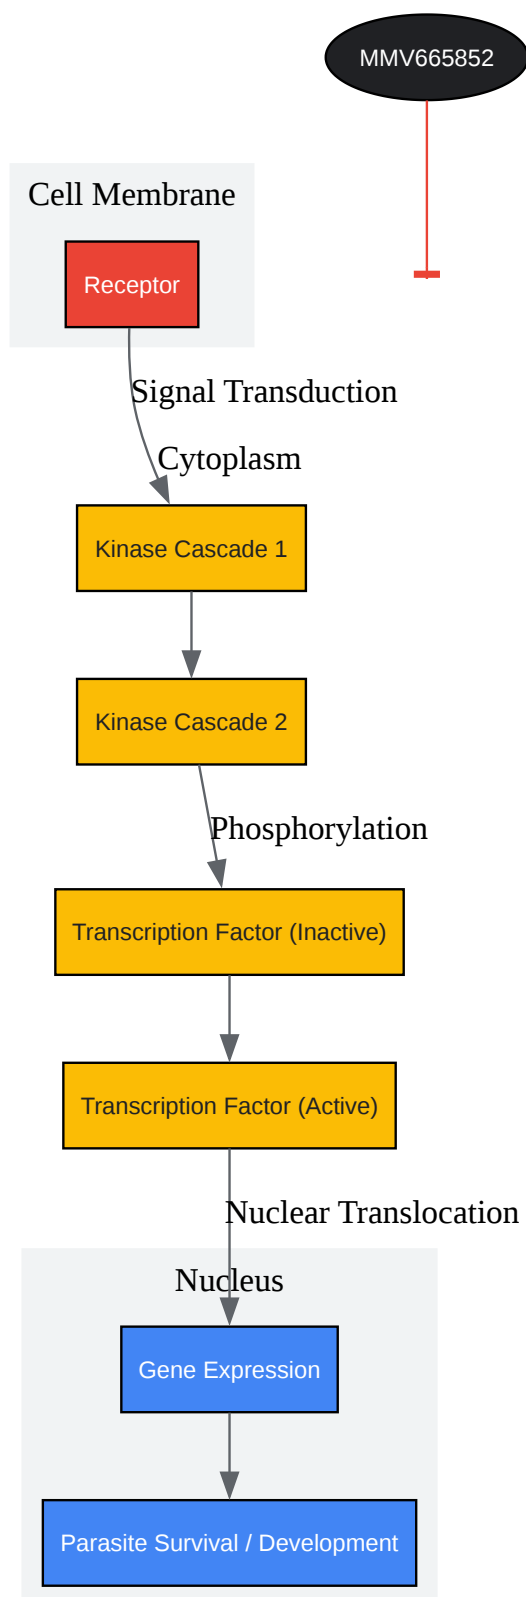 MMV665852
Cell Membrane
Receptor
Signal Transduction
Cytoplasm
Kinase Cascade 1
Kinase Cascade 2
Phosphorylation
Transcription Factor (Inactive)
Transcription Factor (Active)
Nuclear Translocation
Nucleus
Gene Expression
Parasite Survival / Development